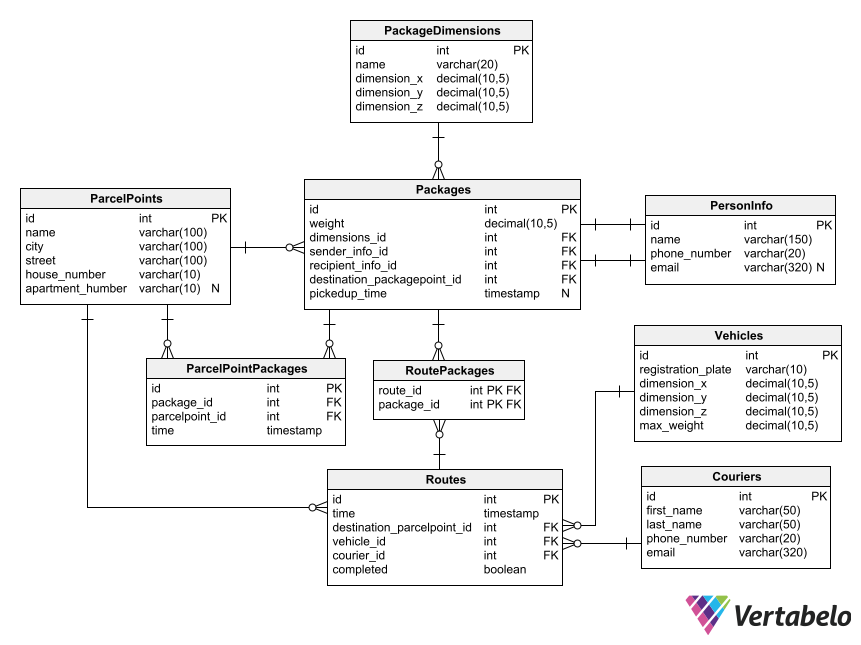 PackageDimensions
id int PK
name varchar(20)
dimension_x decimal(10,5)
dimension_y decimal(10,5)
dimension_z decimal(10,5)
ParcelPoints
id int PK
name varchar(100)
city varchar(100)
street varchar(100)
house_number varchar(10)
apartment_humber varchar(10) N
Packages
id int PK
weight decimal(10,5)
dimensions_id int FK
sender_info_id int FK
recipient_info_id int FK
destination_packagepoint_id int FK
pickedup_time timestamp N
PersonInfo
id int PK
name varchar(150)
phone_number varchar(20)
email varchar(320) N
ParcelPointPackages
id int PK
package_id int FK
parcelpoint_id int FK
time timestamp
RoutePackages
route_id int PK FK
package_id int PK FK
Vehicles
id int PK
registration_plate varchar(10)
dimension_x decimal(10,5)
dimension_y decimal(10,5)
dimension_z decimal(10,5)
max_weight decimal(10,5)
Routes
id int PK
time timestamp
destination_parcelpoint_id int FK
vehicle_id int FK
courier_id int FK
completed boolean
Couriers
id int PK
first_name varchar(50)
last_name varchar(50)
phone_number varchar(20)
email varchar(320)
Vertabelo